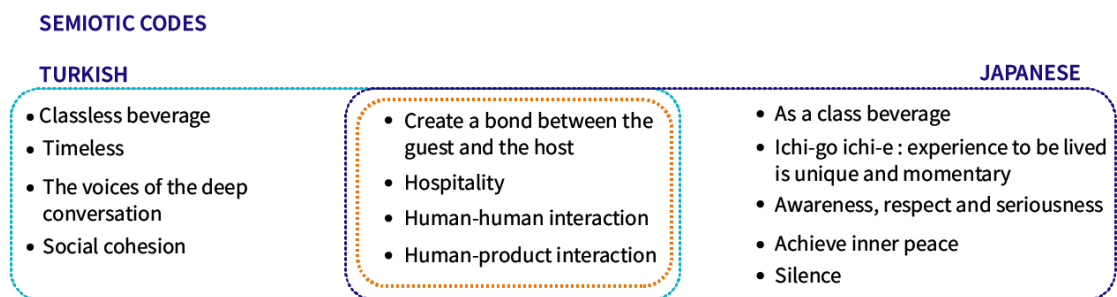 SEMIOTIC CODES
TURKISH
• Classless beverage
• Timeless
• The voices of the deep
conversation
• Social cohesion
• Create a bond between the
guest and the host
• Hospitality
• Human-human interaction
• Human-product interaction
JAPANESE
• As a class beverage
• Ichi-go ichi-e : experience to be lived
is unique and momentary
• Awareness, respect and seriousness
• Achieve inner peace
• Silence